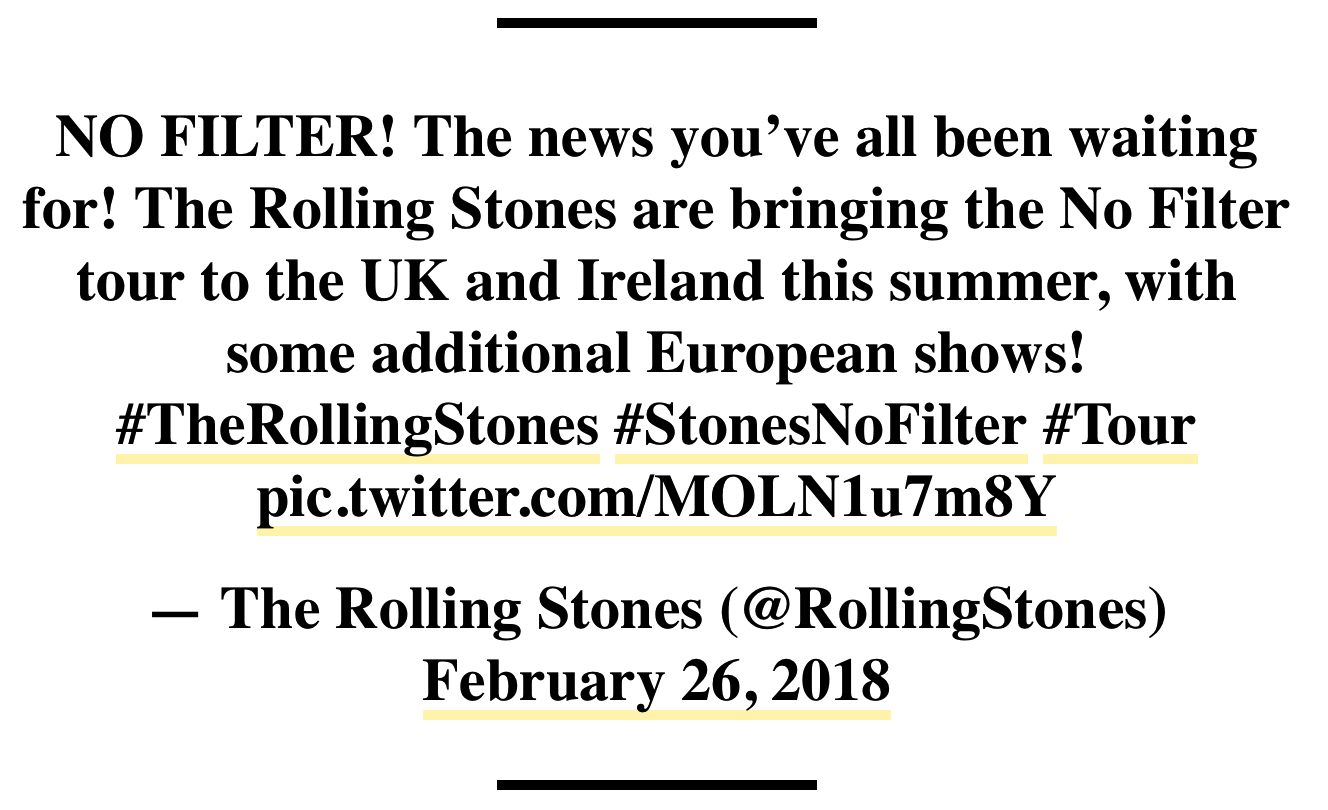 NO FILTER! The news you’ve all been waiting
for! The Rolling Stones are bringing the No Filter
tour to the UK and Ireland this summer, with
some additional European shows!
#TheRollingStones #StonesNoFilter #Tour
pic.twitter.com/MOLN1u7m8Y
— The Rolling Stones (@RollingStones)
February 26, 2018